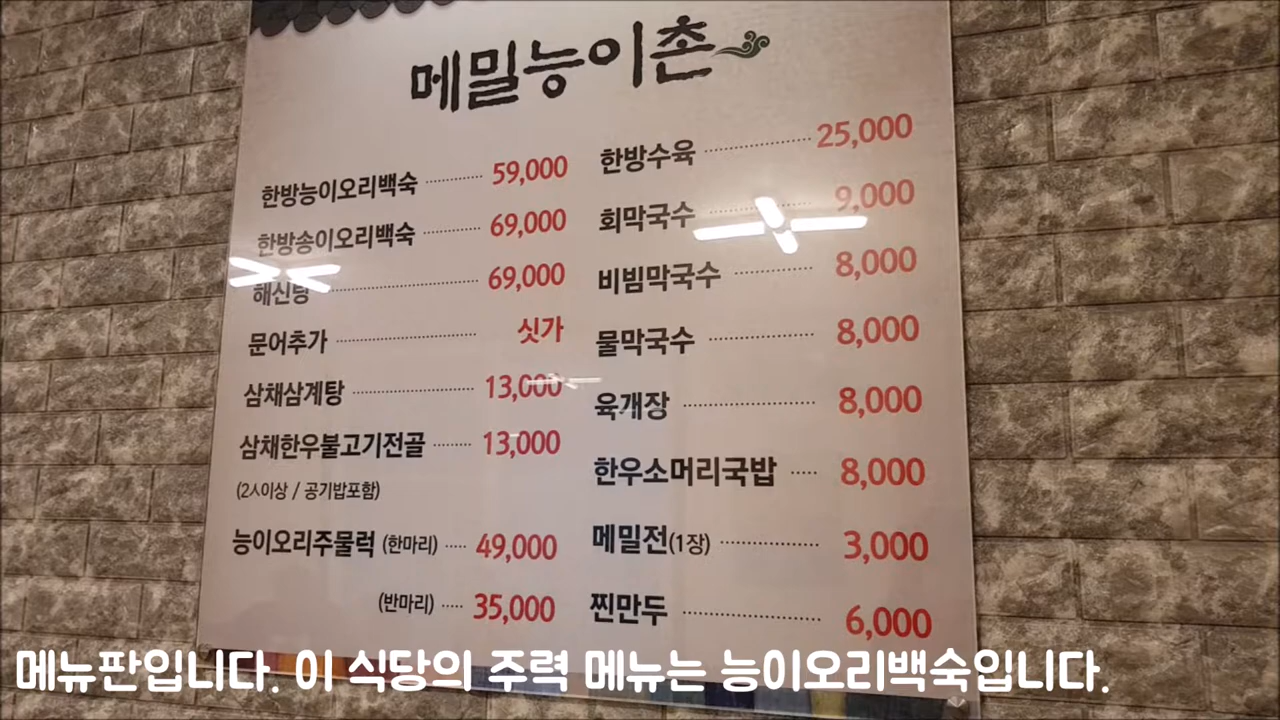 메밀능이촌
한방능이오리백숙 59,000
한방송이오리백숙 69,000
해신탕 69,000
문어추가 싯가
삼채삼계탕 13,000
삼채한우불고기전골 13,000
(2人이상 / 공기밥포함)
능이오리주물럭 (한마리) 49,000
(반마리) 35,000
한방수육 25,000
회막국수 9,000
비빔막국수 8,000
물막국수 8,000
육개장 8,000
한우소머리국밥 8,000
메밀전(1장) 3,000
찐만두 6,000
메뉴판입니다. 이 식당의 주력 메뉴는 능이오리백숙입니다.